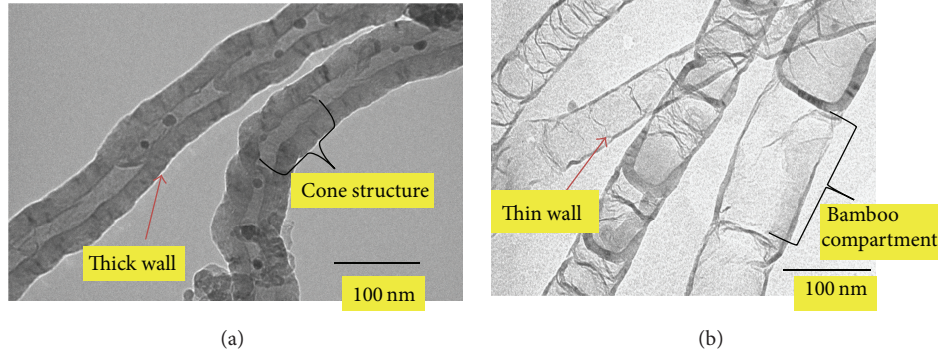 Cone structure
Thick wall
100 nm
Thin wall
Bamboo
compartment
100 nm
(a)
(b)